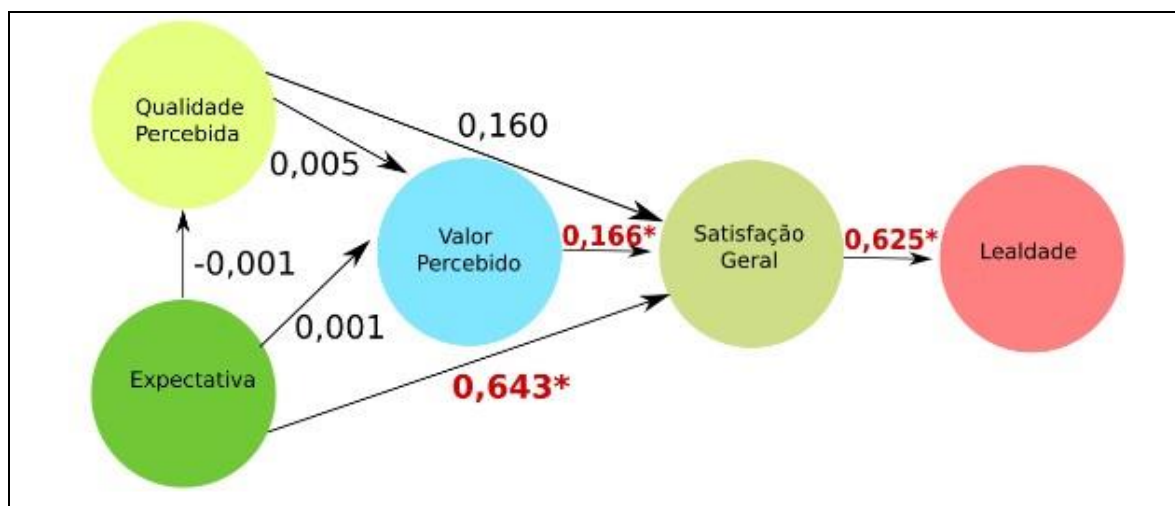 Qualidade
Percebida
0,160
0,005
Valor
Percebido
0,166*
Satisfação
Geral
0,625*
Lealdade
-0,001
0,001
Expectativa
0,643*